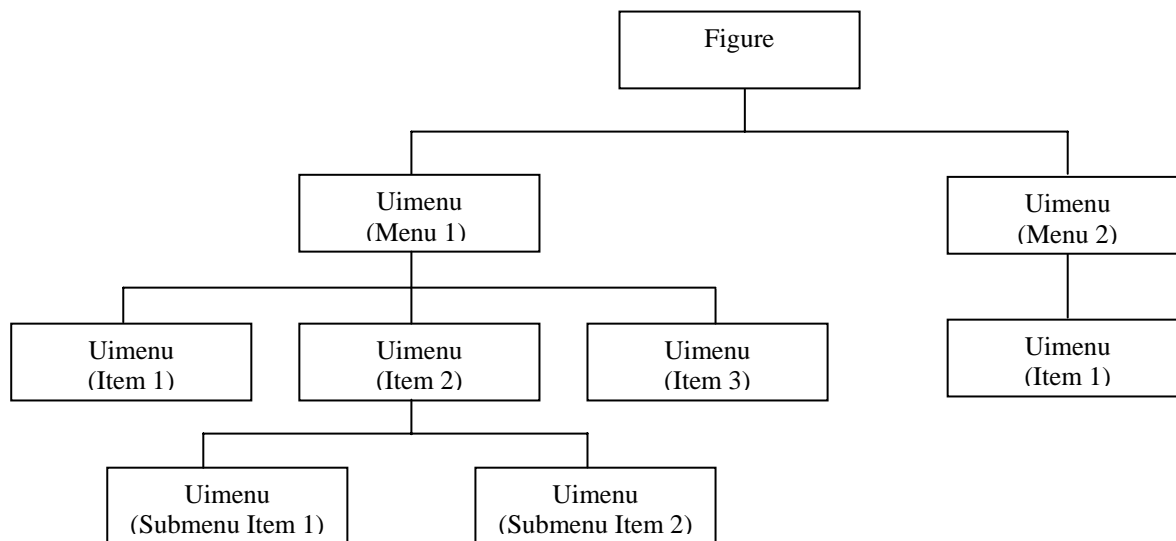 Figure
Uimenu
(Menu 1)
Uimenu
(Menu 2)
Uimenu
(Item 1)
Uimenu
(Item 2)
Uimenu
(Item 3)
Uimenu
(Item 1)
Uimenu
(Submenu Item 1)
Uimenu
(Submenu Item 2)